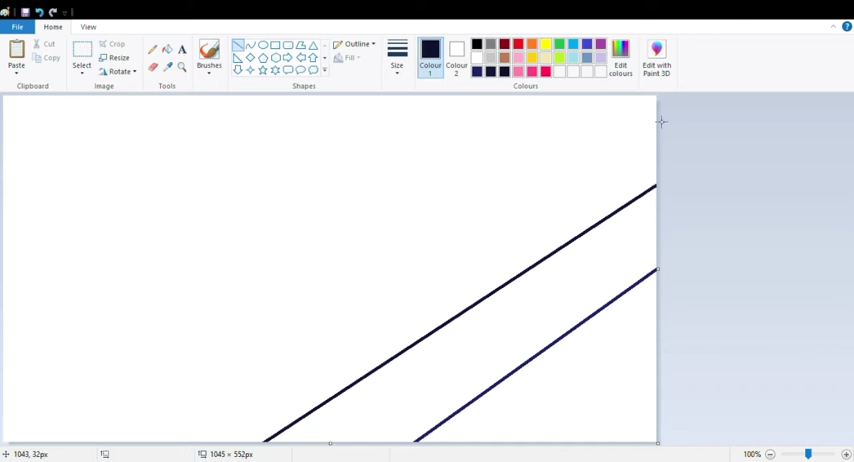 File Home View
Paste
Cut
Copy
Clipboard
Select
Crop
Resize
Rotate
Image
A
Tools
Brushes
Outline
Fill
Shapes
Size
Colour 1
Colour 2
Edit colours
Colours
Edit with Paint 3D
1043, 32px
1045 × 552px
100%